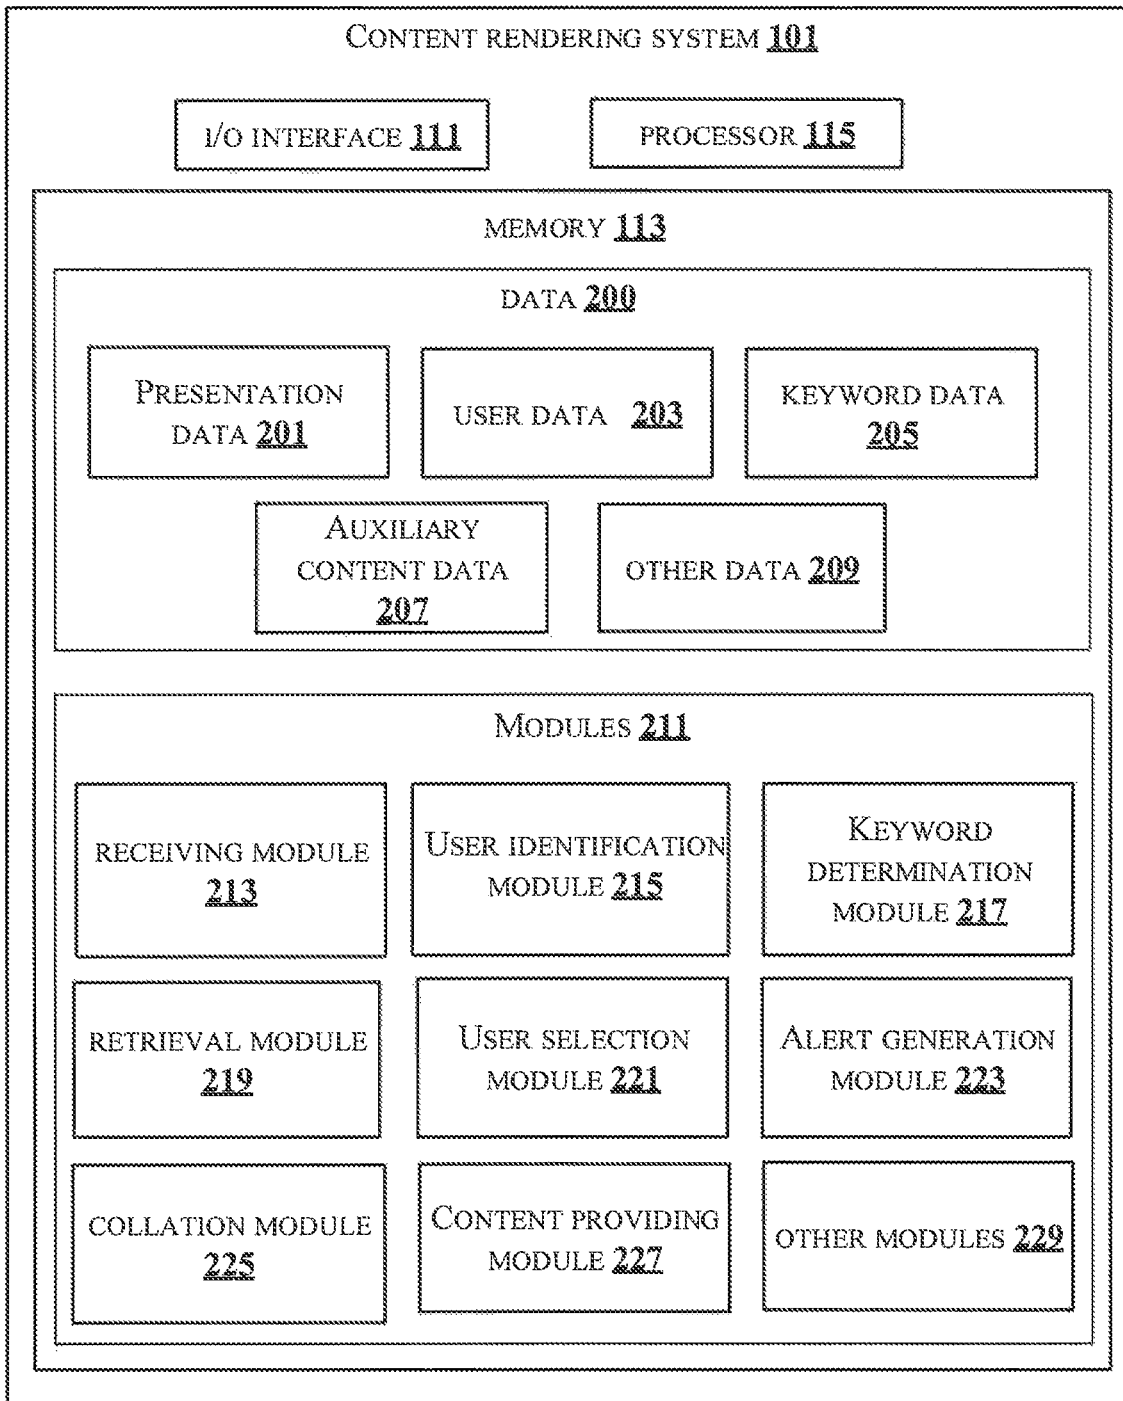 CONTENT RENDERING SYSTEM 101
I/O INTERFACE 111
PROCESSOR 115
MEMORY 113
DATA 200
PRESENTATION
DATA 201
USER DATA 203
KEYWORD DATA
205
AUXILIARY
CONTENT DATA
207
OTHER DATA 209
MODULES 211
RECEIVING MODULE
213
USER IDENTIFICATION
MODULE 215
KEYWORD
DETERMINATION
MODULE 217
RETRIEVAL MODULE
219
USER SELECTION
MODULE 221
ALERT GENERATION
MODULE 223
COLLATION MODULE
225
CONTENT PROVIDING
MODULE 227
OTHER MODULES 229